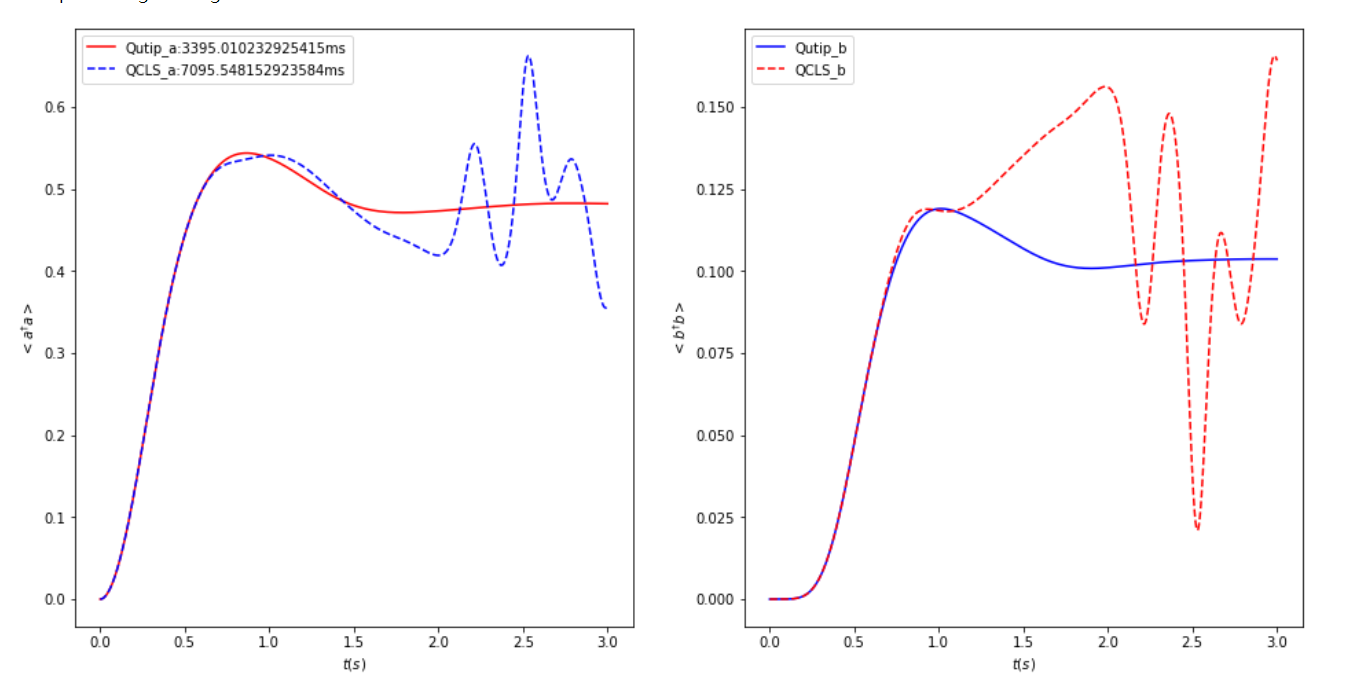 Qutip_a:3395.010232925415ms
QCLS_a:7095.548152923584ms
0.6
0.5
0.4
0.3
0.2
0.1
0.0
< a†a >
0.0 0.5 1.0 1.5 2.0 2.5 3.0
t(s)
Qutip_b
QCLS_b
0.150
0.125
0.100
0.075
0.050
0.025
0.000
< b†b >
0.0 0.5 1.0 1.5 2.0 2.5 3.0
t(s)